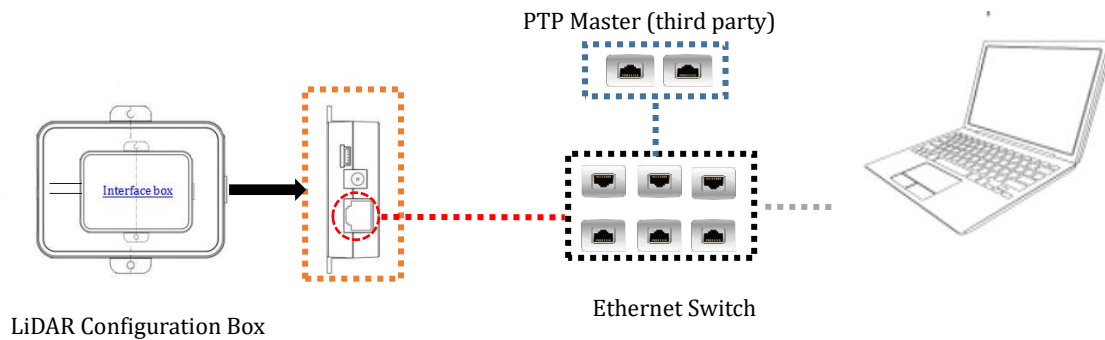 PTP Master (third party)
Interface box
Ethernet Switch
LiDAR Configuration Box